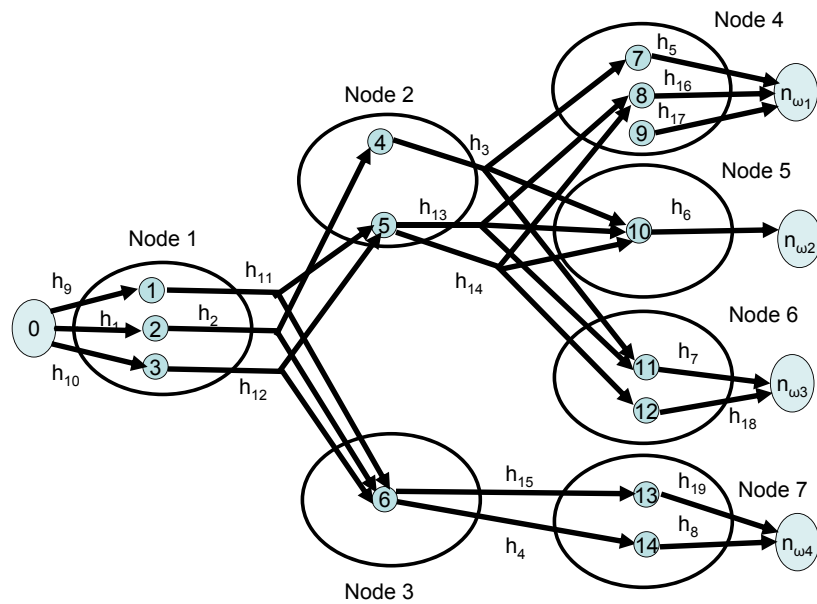 Node 4
7
h5
8
h16
9
h17
nω1
Node 2
4
h3
5
h13
h14
Node 5
10
h6
nω2
Node 1
0
h9
h1
h10
1
2
3
h11
h2
h12
Node 6
11
h7
12
h18
nω3
Node 3
6
h15
h4
Node 7
13
h19
14
h8
nω4